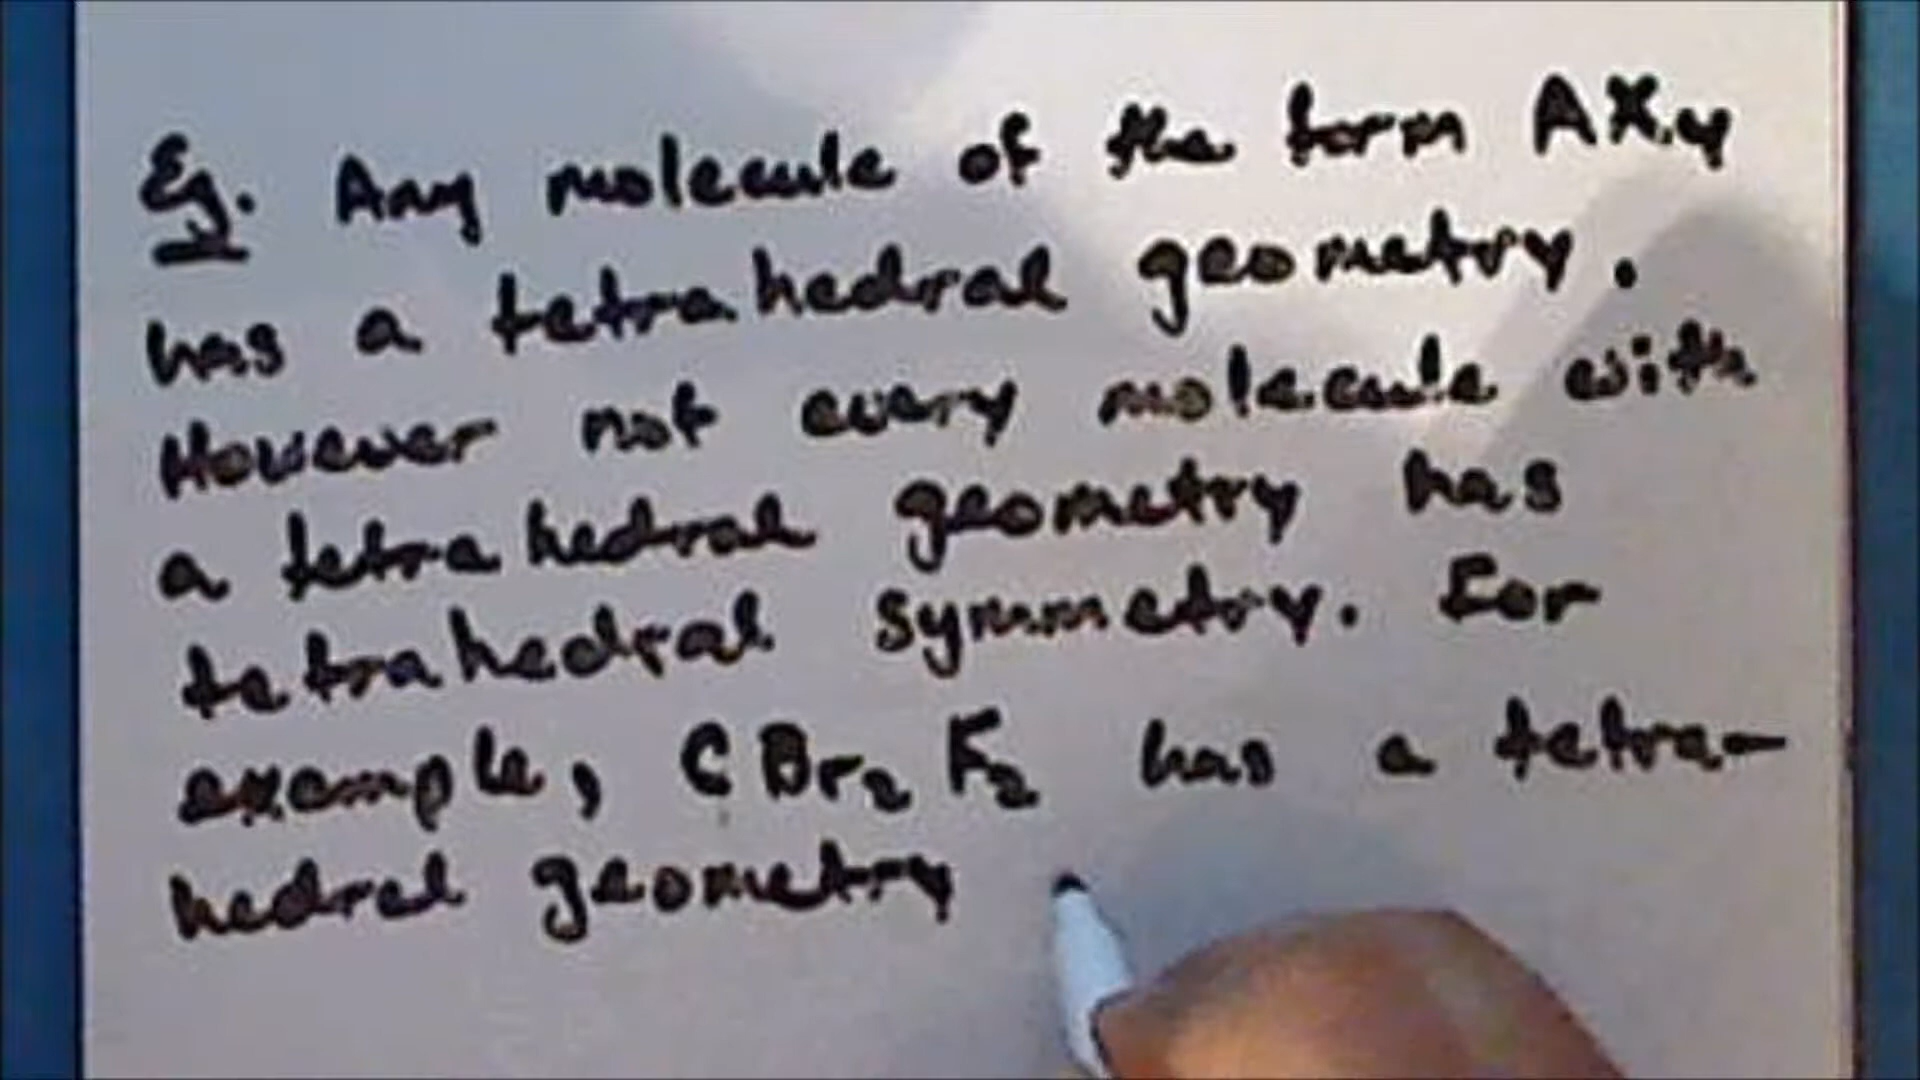 Eg. Any molecule of the form AX₄
has a tetrahedral geometry.
However not every molecule with
a tetrahedral geometry has
tetrahedral symmetry. For
example, CBr₂F₂ has a tetra-
hedral geometry